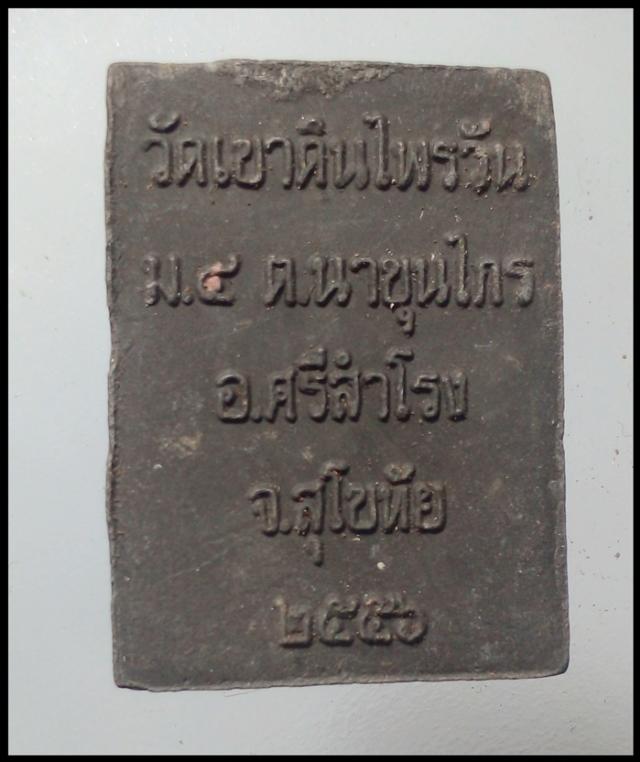 วัดเขาดินไพรวัน
ม.๔ ต.นาขุนไกร
อ.ศรีสำโรง
จ.สุโขทัย
๒๕๕๖